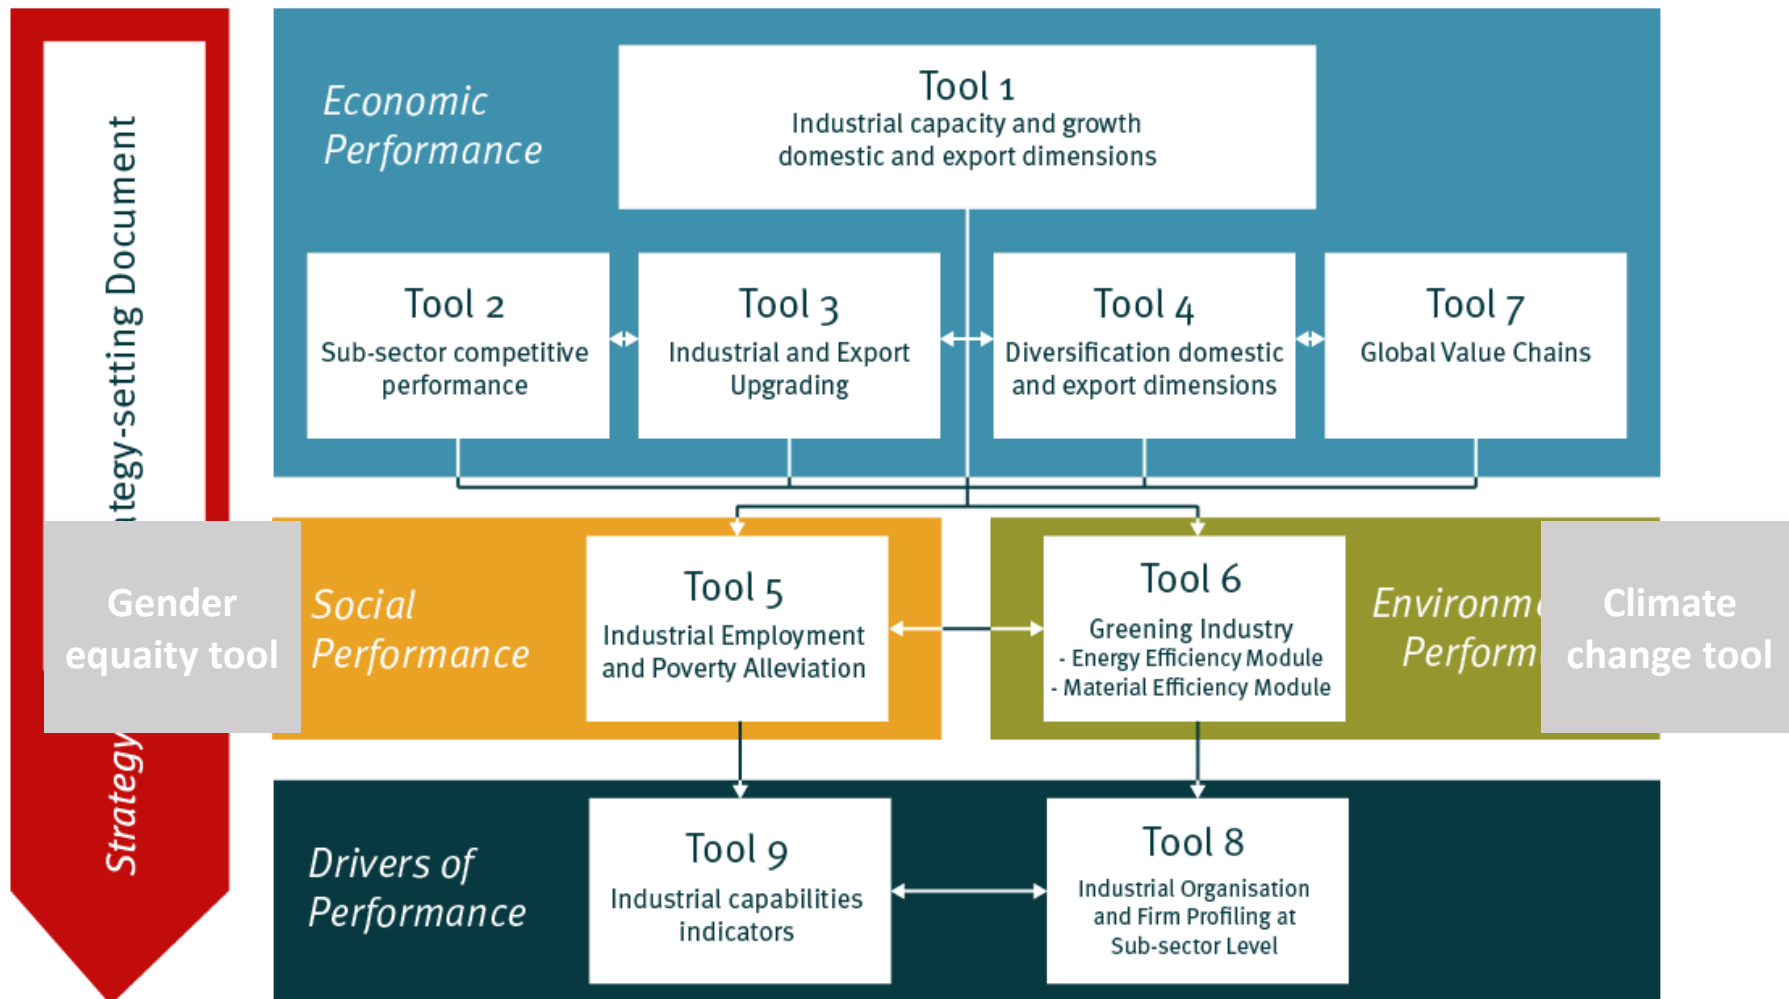 Strategy
ategy-setting Document
Economic
Performance
Tool 1
Industrial capacity and growth
domestic and export dimensions
Tool 2
Sub-sector competitive
performance
Tool 3
Industrial and Export
Upgrading
Tool 4
Diversification domestic
and export dimensions
Tool 7
Global Value Chains
Gender
equaity tool
Social
Performance
Tool 5
Industrial Employment
and Poverty Alleviation
Tool 6
Greening Industry
- Energy Efficiency Module
- Material Efficiency Module
Environm
Perform
Climate
change tool
Drivers of
Performance
Tool 9
Industrial capabilities
indicators
Tool 8
Industrial Organisation
and Firm Profiling at
Sub-sector Level